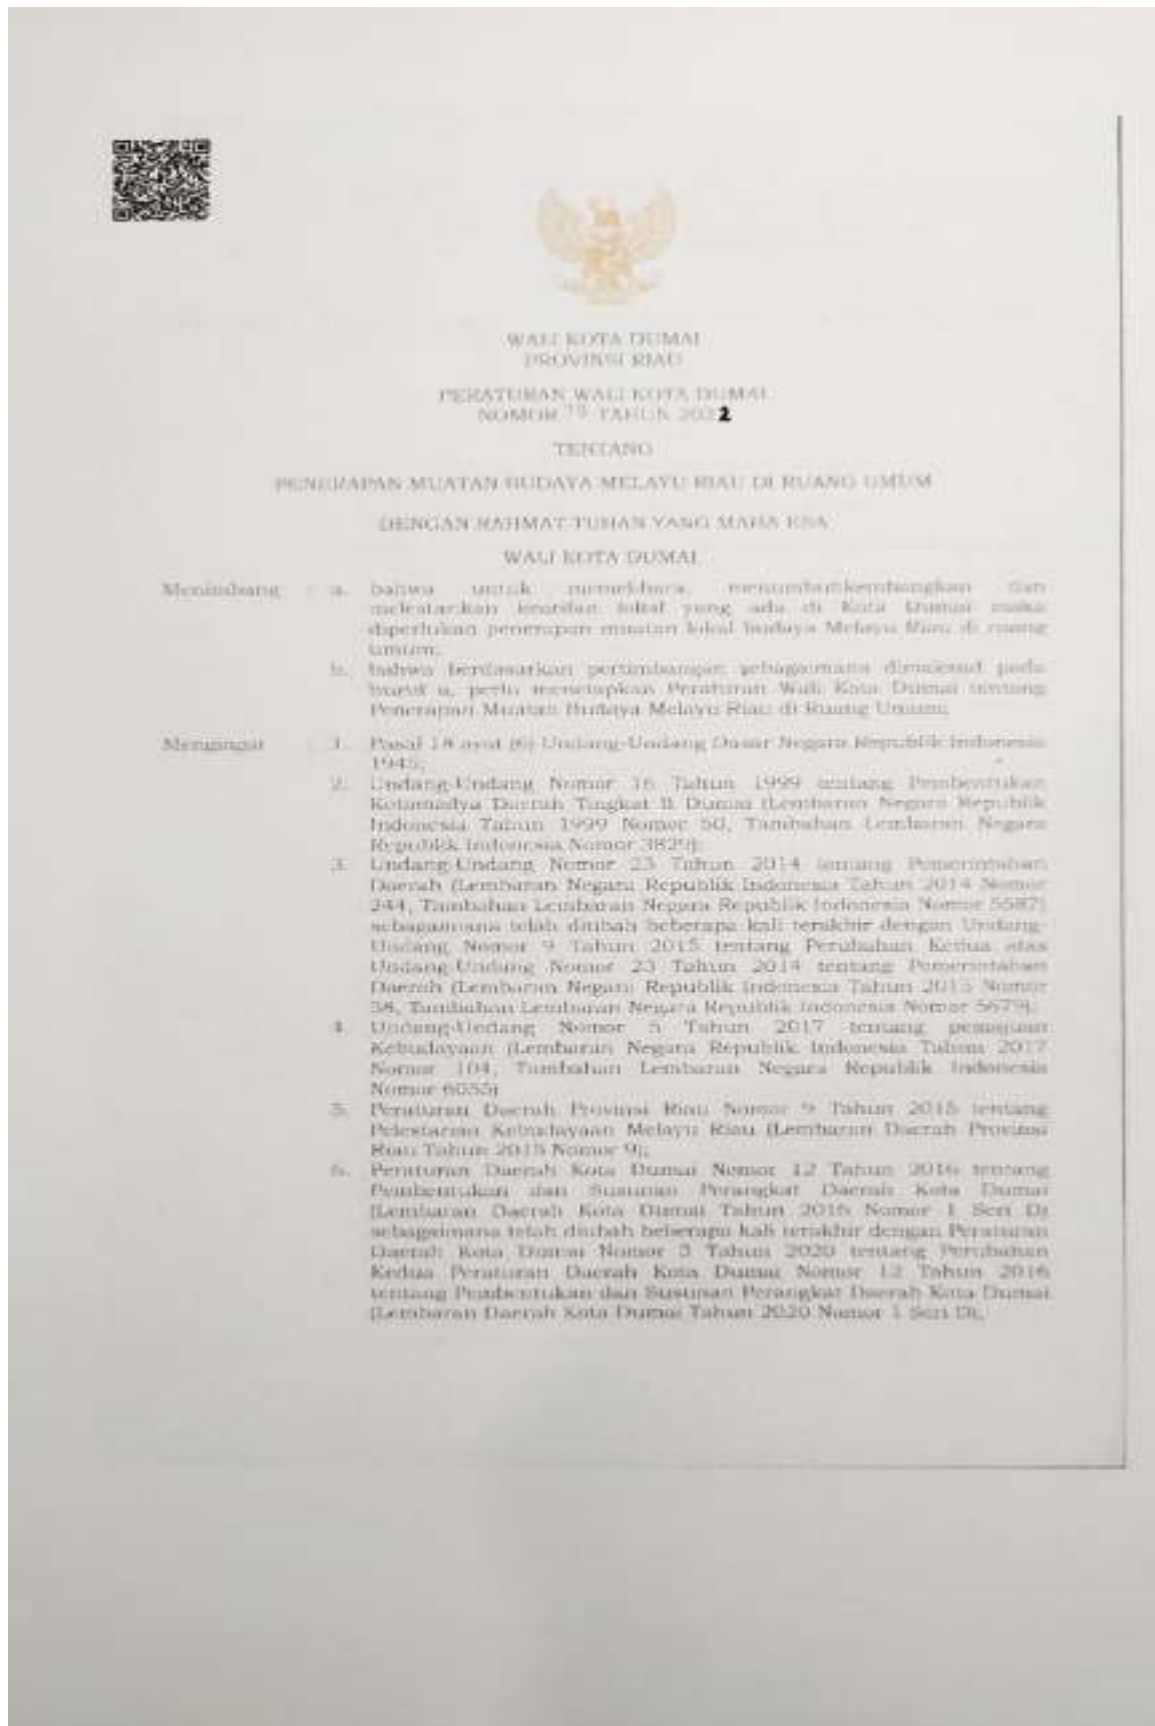 WALI KOTA DUMAI
PROVINSI RIAU
PERATURAN WALI KOTA DUMAI
NOMOR TAHUN 2022
TENTANG
PENERAPAN MUATAN BUDAYA MELAYU RIAU DI RUANG UMUM
DENGAN RAHMAT TUHAN YANG MAHA ESA
WALI KOTA DUMAI
Menimbang : a. bahwa untuk memelihara, menumbuhkembangkan dan
melestarikan kearifan lokal yang ada di Kota Dumai maka
diperlukan penerapan muatan lokal budaya Melayu Riau di ruang
umum;
b. bahwa berdasarkan pertimbangan sebagaimana dimaksud pada
huruf a, perlu menetapkan Peraturan Wali Kota Dumai tentang
Penerapan Muatan Budaya Melayu Riau di Ruang Umum;
Mengingat : 1. Pasal 18 ayat (6) Undang-Undang Dasar Negara Republik Indonesia
1945;
2. Undang-Undang Nomor 16 Tahun 1999 tentang Pembentukan
Kotamadya Daerah Tingkat II Dumai (Lembaran Negara Republik
Indonesia Tahun 1999 Nomor 50, Tambahan Lembaran Negara
Republik Indonesia Nomor 3829);
3. Undang-Undang Nomor 23 Tahun 2014 tentang Pemerintahan
Daerah (Lembaran Negara Republik Indonesia Tahun 2014 Nomor
244, Tambahan Lembaran Negara Republik Indonesia Nomor 5587)
sebagaimana telah diubah beberapa kali terakhir dengan Undang-
Undang Nomor 9 Tahun 2015 tentang Perubahan Kedua atas
Undang-Undang Nomor 23 Tahun 2014 tentang Pemerintahan
Daerah (Lembaran Negara Republik Indonesia Tahun 2015 Nomor
58, Tambahan Lembaran Negara Republik Indonesia Nomor 5679);
4. Undang-Undang Nomor 5 Tahun 2017 tentang pemajuan
Kebudayaan (Lembaran Negara Republik Indonesia Tahun 2017
Nomor 104, Tambahan Lembaran Negara Republik Indonesia
Nomor 6055)
5. Peraturan Daerah Provinsi Riau Nomor 9 Tahun 2015 tentang
Pelestarian Kebudayaan Melayu Riau (Lembaran Daerah Provinsi
Riau Tahun 2015 Nomor 9);
6. Peraturan Daerah Kota Dumai Nomor 12 Tahun 2016 tentang
Pembentukan dan Susunan Perangkat Daerah Kota Dumai
(Lembaran Daerah Kota Dumai Tahun 2016 Nomor 1 Seri D)
sebagaimana telah diubah beberapa kali terakhir dengan Peraturan
Daerah Kota Dumai Nomor 3 Tahun 2020 tentang Perubahan
Kedua Peraturan Daerah Kota Dumai Nomor 12 Tahun 2016
tentang Pembentukan dan Susunan Perangkat Daerah Kota Dumai
(Lembaran Daerah Kota Dumai Tahun 2020 Nomor 1 Seri D);